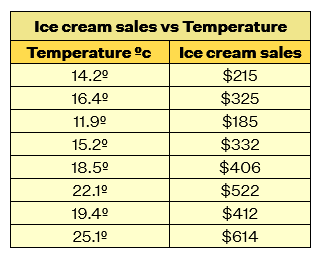 Ice cream sales vs Temperature
Temperature ºc Ice cream sales
14.2º $215
16.4º $325
11.9º $185
15.2º $332
18.5º $406
22.1º $522
19.4º $412
25.1º $614